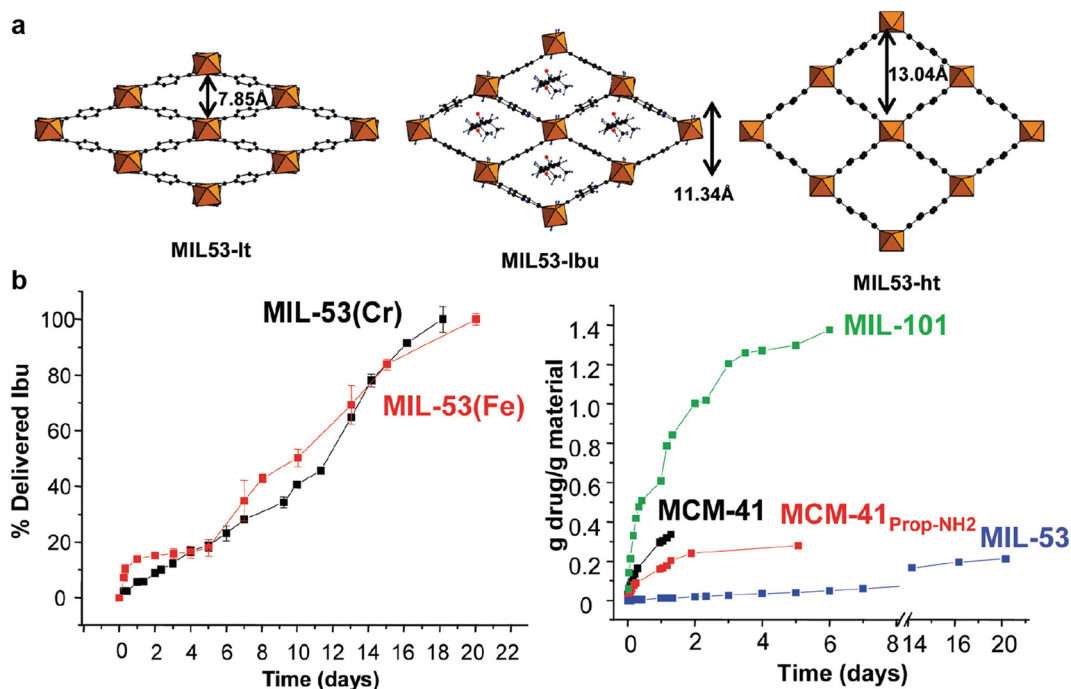 a
7.85Å
11.34Å
13.04Å
MIL53-lt
MIL53-Ibu
MIL53-ht
b
% Delivered Ibu
100
80
60
40
20
0
MIL-53(Cr)
MIL-53(Fe)
0 2 4 6 8 10 12 14 16 18 20 22
Time (days)
g drug/g material
1.4
1.2
1.0
0.8
0.6
0.4
0.2
0
MIL-101
MCM-41
MCM-41Prop-NH2
MIL-53
0 2 4 6 8 14 16 20
Time (days)